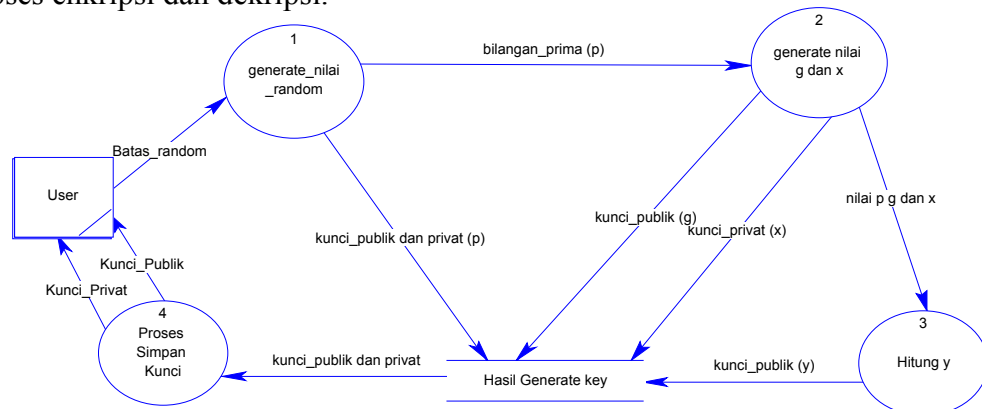 oses enkripsi dan dekripsi.
1
generate_nilai
_random
bilangan_prima (p)
2
generate nilai
g dan x
Batas_random
User
nilai p g dan x
kunci_publik (g)
kunci_privat (x)
kunci_publik dan privat (p)
Kunci_Publik
Kunci_Privat
4
Proses
Simpan
Kunci
kunci_publik dan privat
Hasil Generate key
kunci_publik (y)
3
Hitung y